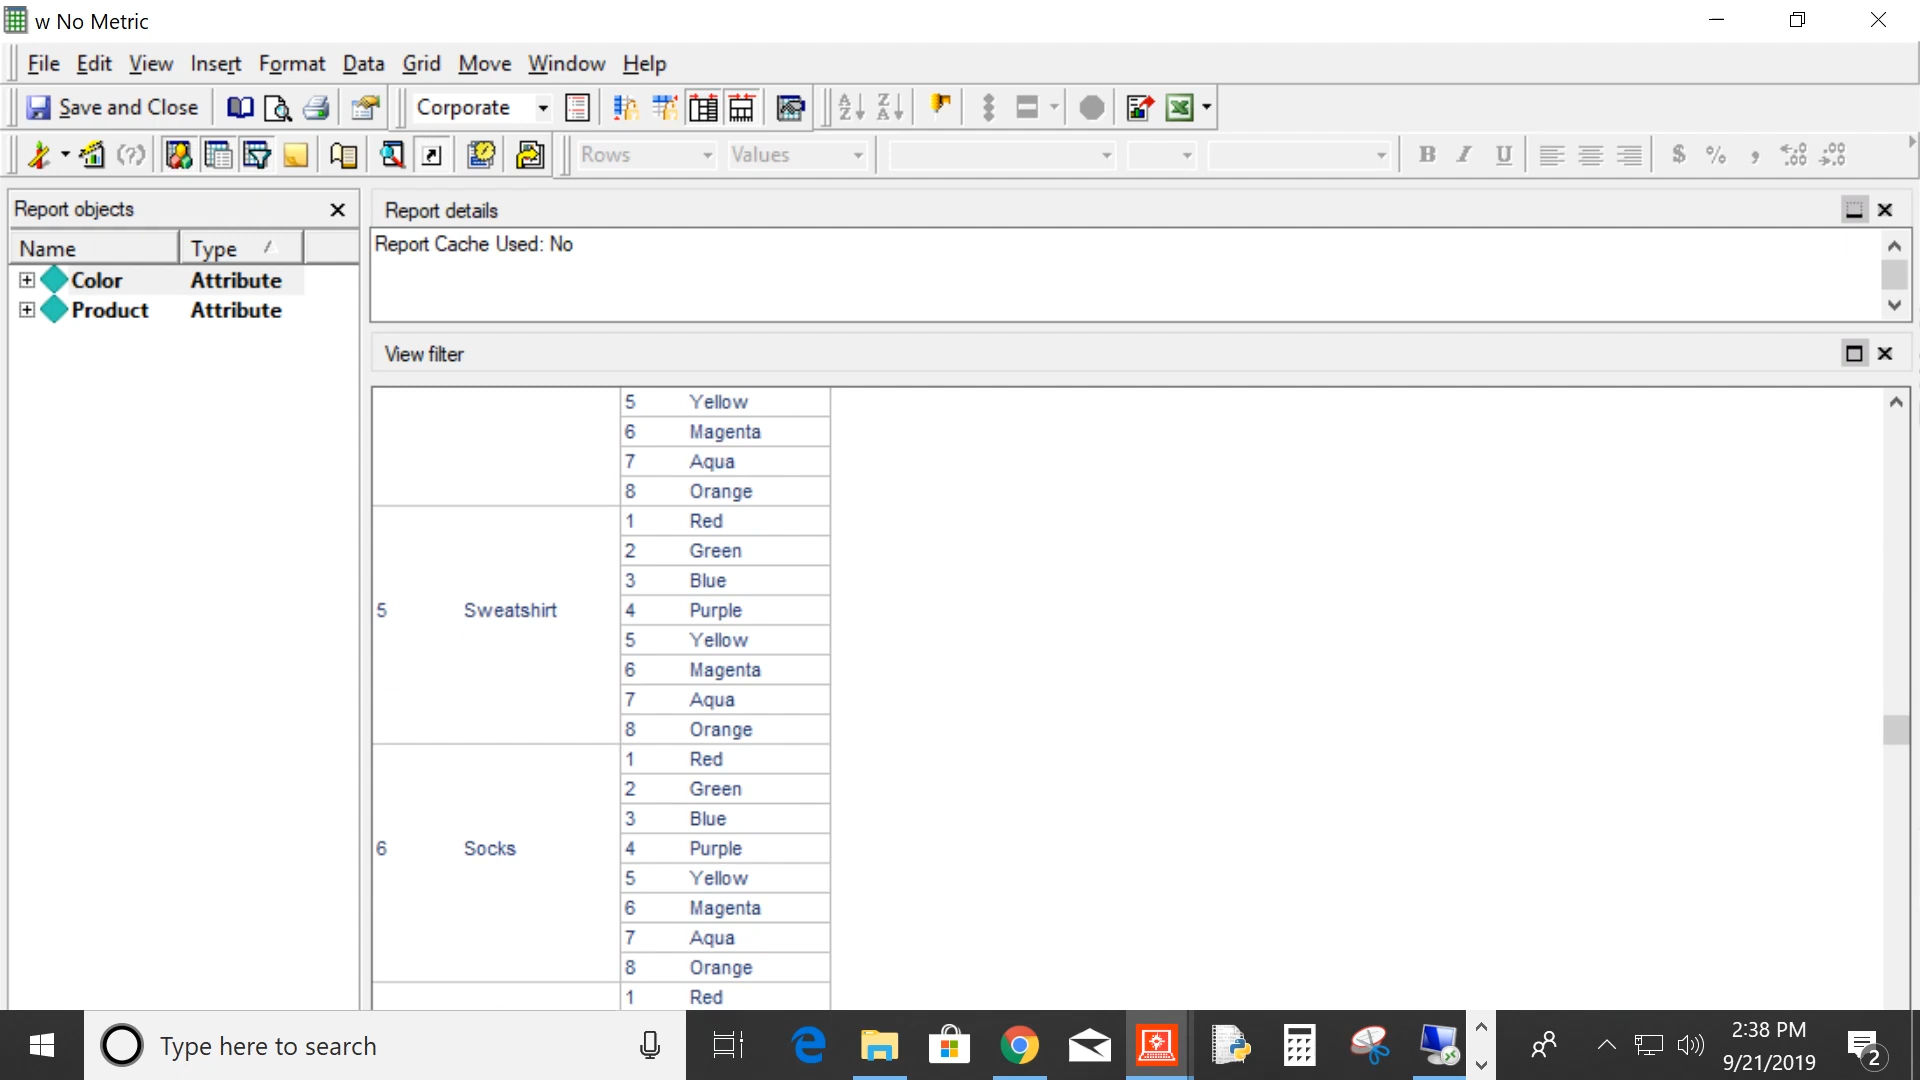 w No Metric
File Edit View Insert Format Data Grid Move Window Help
Save and Close Corporate
Rows Values B I U $ % ,
Report objects
Name Type
Color Attribute
Product Attribute
Report details
Report Cache Used: No
View filter
5 Yellow
6 Magenta
7 Aqua
8 Orange
1 Red
2 Green
3 Blue
5 Sweatshirt 4 Purple
5 Yellow
6 Magenta
7 Aqua
8 Orange
1 Red
2 Green
3 Blue
6 Socks 4 Purple
5 Yellow
6 Magenta
7 Aqua
8 Orange
1 Red
Type here to search
2:38 PM
9/21/2019
2